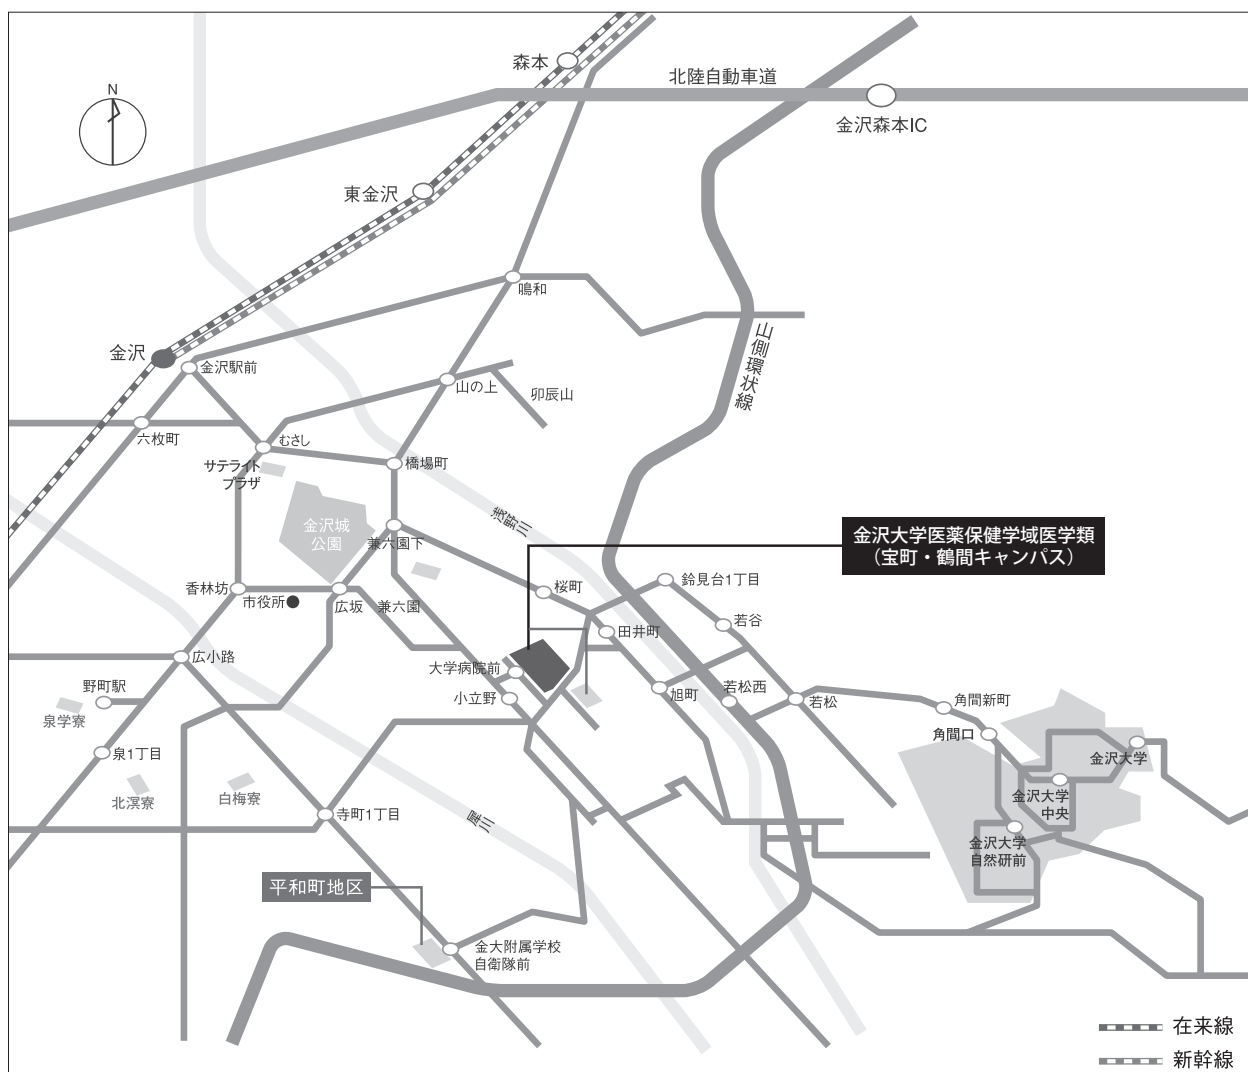 森本
北陸自動車道
N
金沢森本IC
東金沢
鳴和
山側環状線
金沢
金沢駅前
山の上
卯辰山
六枚町
むさし
橋場町
サテライト
プラザ
浅野川
金沢城
公園
金沢大学医薬保健学域医学類
（宝町・鶴間キャンパス）
兼六園下
香林坊
市役所
広坂
兼六園
桜町
鈴見台1丁目
若谷
田井町
広小路
大学病院前
野町駅
小立野
旭町
若松西
若松
角間新町
泉学寮
角間口
泉1丁目
金沢大学
北溟寮
白梅寮
金沢大学
中央
寺町1丁目
犀川
金沢大学
自然研前
平和町地区
金大附属学校
自衛隊前
在来線
新幹線